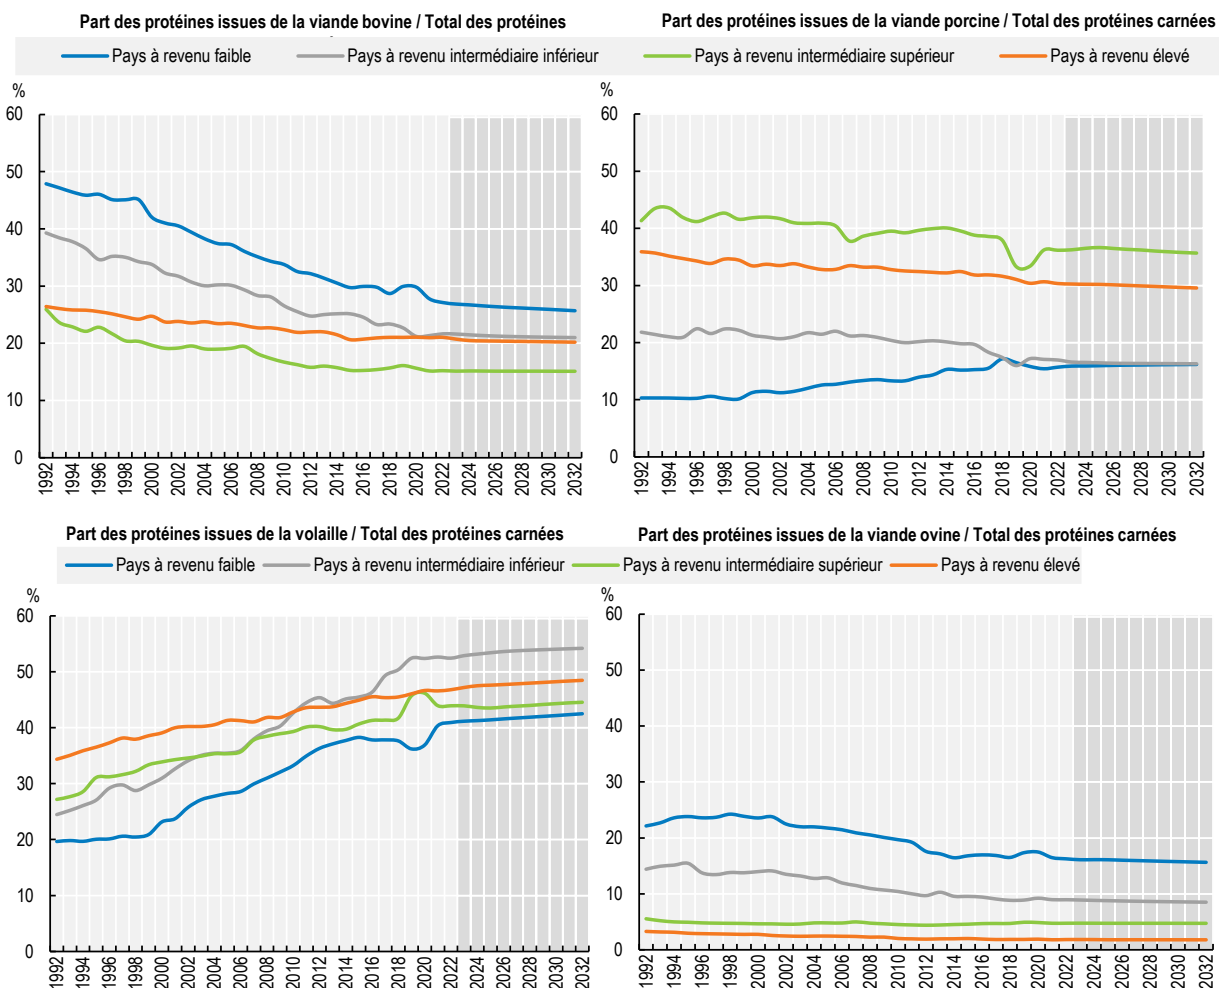 Part des protéines issues de la viande bovine / Total des protéines
Part des protéines issues de la viande porcine / Total des protéines carnées
Pays à revenu faible
Pays à revenu intermédiaire inférieur
Pays à revenu intermédiaire supérieur
Pays à revenu élevé
%
60
50
40
30
20
10
0
1992 1994 1996 1998 2000 2002 2004 2006 2008 2010 2012 2014 2016 2018 2020 2022 2024 2026 2028 2030 2032
%
60
50
40
30
20
10
0
1992 1994 1996 1998 2000 2002 2004 2006 2008 2010 2012 2014 2016 2018 2020 2022 2024 2026 2028 2030 2032
Part des protéines issues de la volaille / Total des protéines carnées
Part des protéines issues de la viande ovine / Total des protéines carnées
Pays à revenu faible
Pays à revenu intermédiaire inférieur
Pays à revenu intermédiaire supérieur
Pays à revenu élevé
%
60
50
40
30
20
10
0
1992 1994 1996 1998 2000 2002 2004 2006 2008 2010 2012 2014 2016 2018 2020 2022 2024 2026 2028 2030 2032
%
60
50
40
30
20
10
0
1992 1994 1996 1998 2000 2002 2004 2006 2008 2010 2012 2014 2016 2018 2020 2022 2024 2026 2028 2030 2032